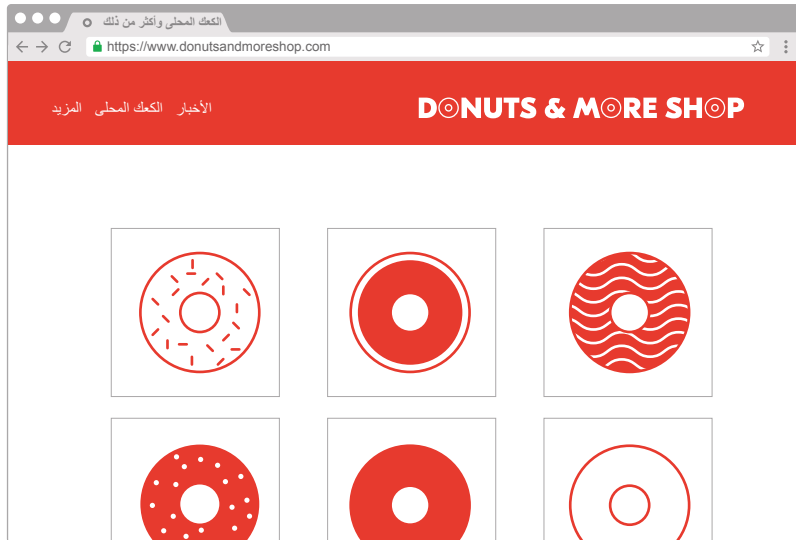 الكعك المحلى وأكثر من ذلك
https://www.donutsandmoreshop.com
DONUTS & MORE SHOP
الأخبار الكعك المحلى المزيد